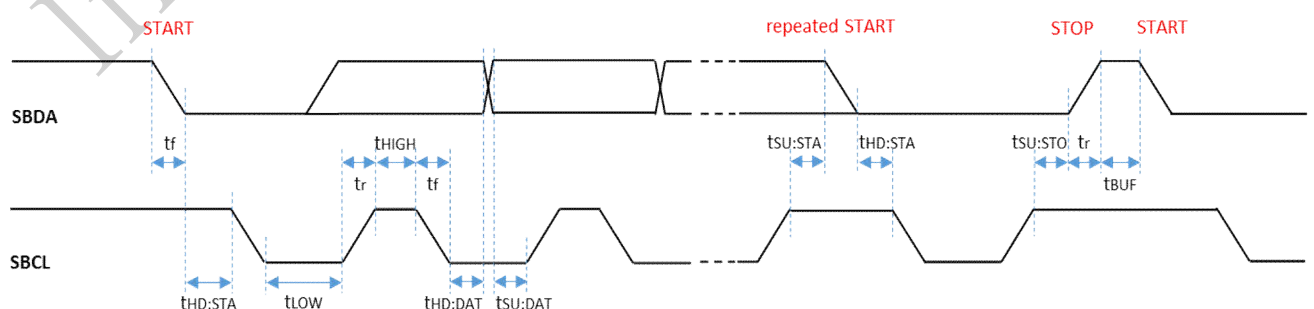 START
repeated START
STOP
START
SBDA
tf
tHIGH
tSU:STA
tHD:STA
tSU:STO
tr
tr
tf
tBUF
SBCL
tHD:STA
tLOW
tHD:DAT
tSU:DAT